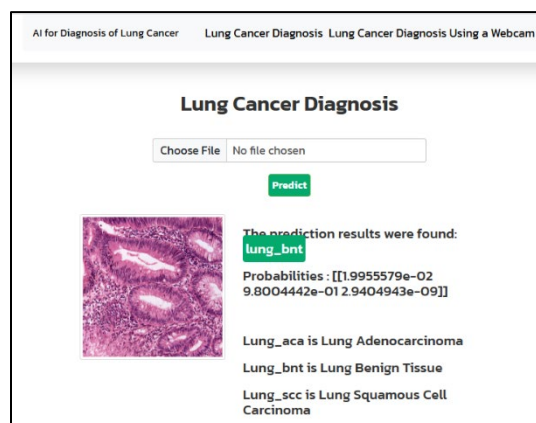 AI for Diagnosis of Lung Cancer Lung Cancer Diagnosis Lung Cancer Diagnosis Using a Webcam
Lung Cancer Diagnosis
Choose File No file chosen
Predict
The prediction results were found:
lung_bnt
Probabilities : [[1.9955579e-02
9.8004442e-01 2.9404943e-09]]
Lung_aca is Lung Adenocarcinoma
Lung_bnt is Lung Benign Tissue
Lung_scc is Lung Squamous Cell
Carcinoma